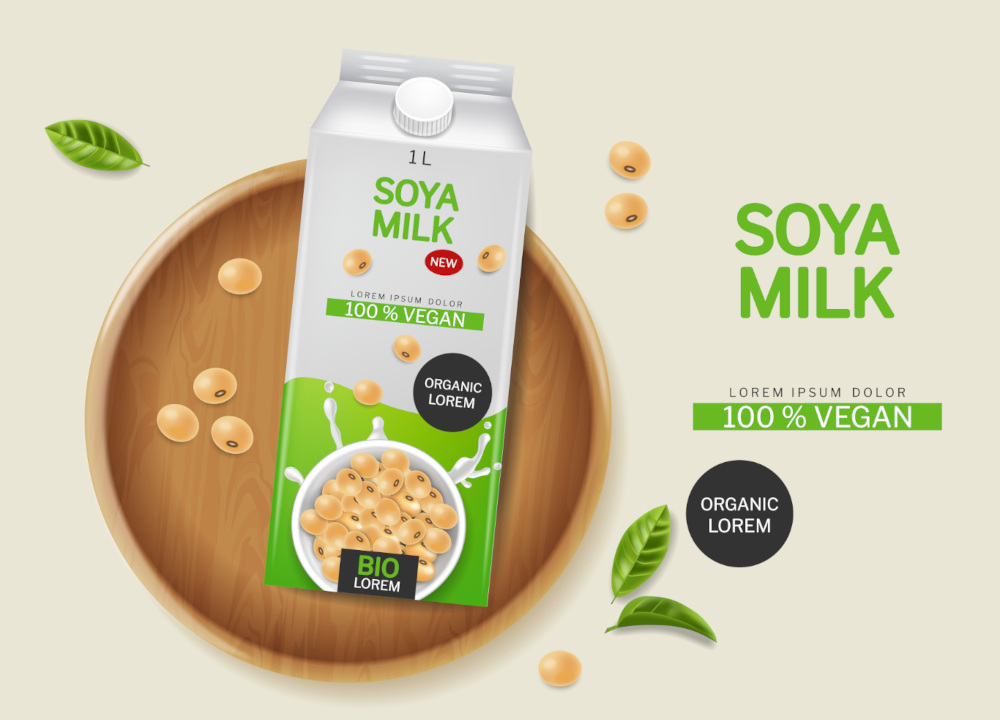 1 L
SOYA
MILK
NEW
LOREM IPSUM DOLOR
100 % VEGAN
ORGANIC
LOREM
BIO
LOREM
SOYA
MILK
LOREM IPSUM DOLOR
100 % VEGAN
ORGANIC
LOREM